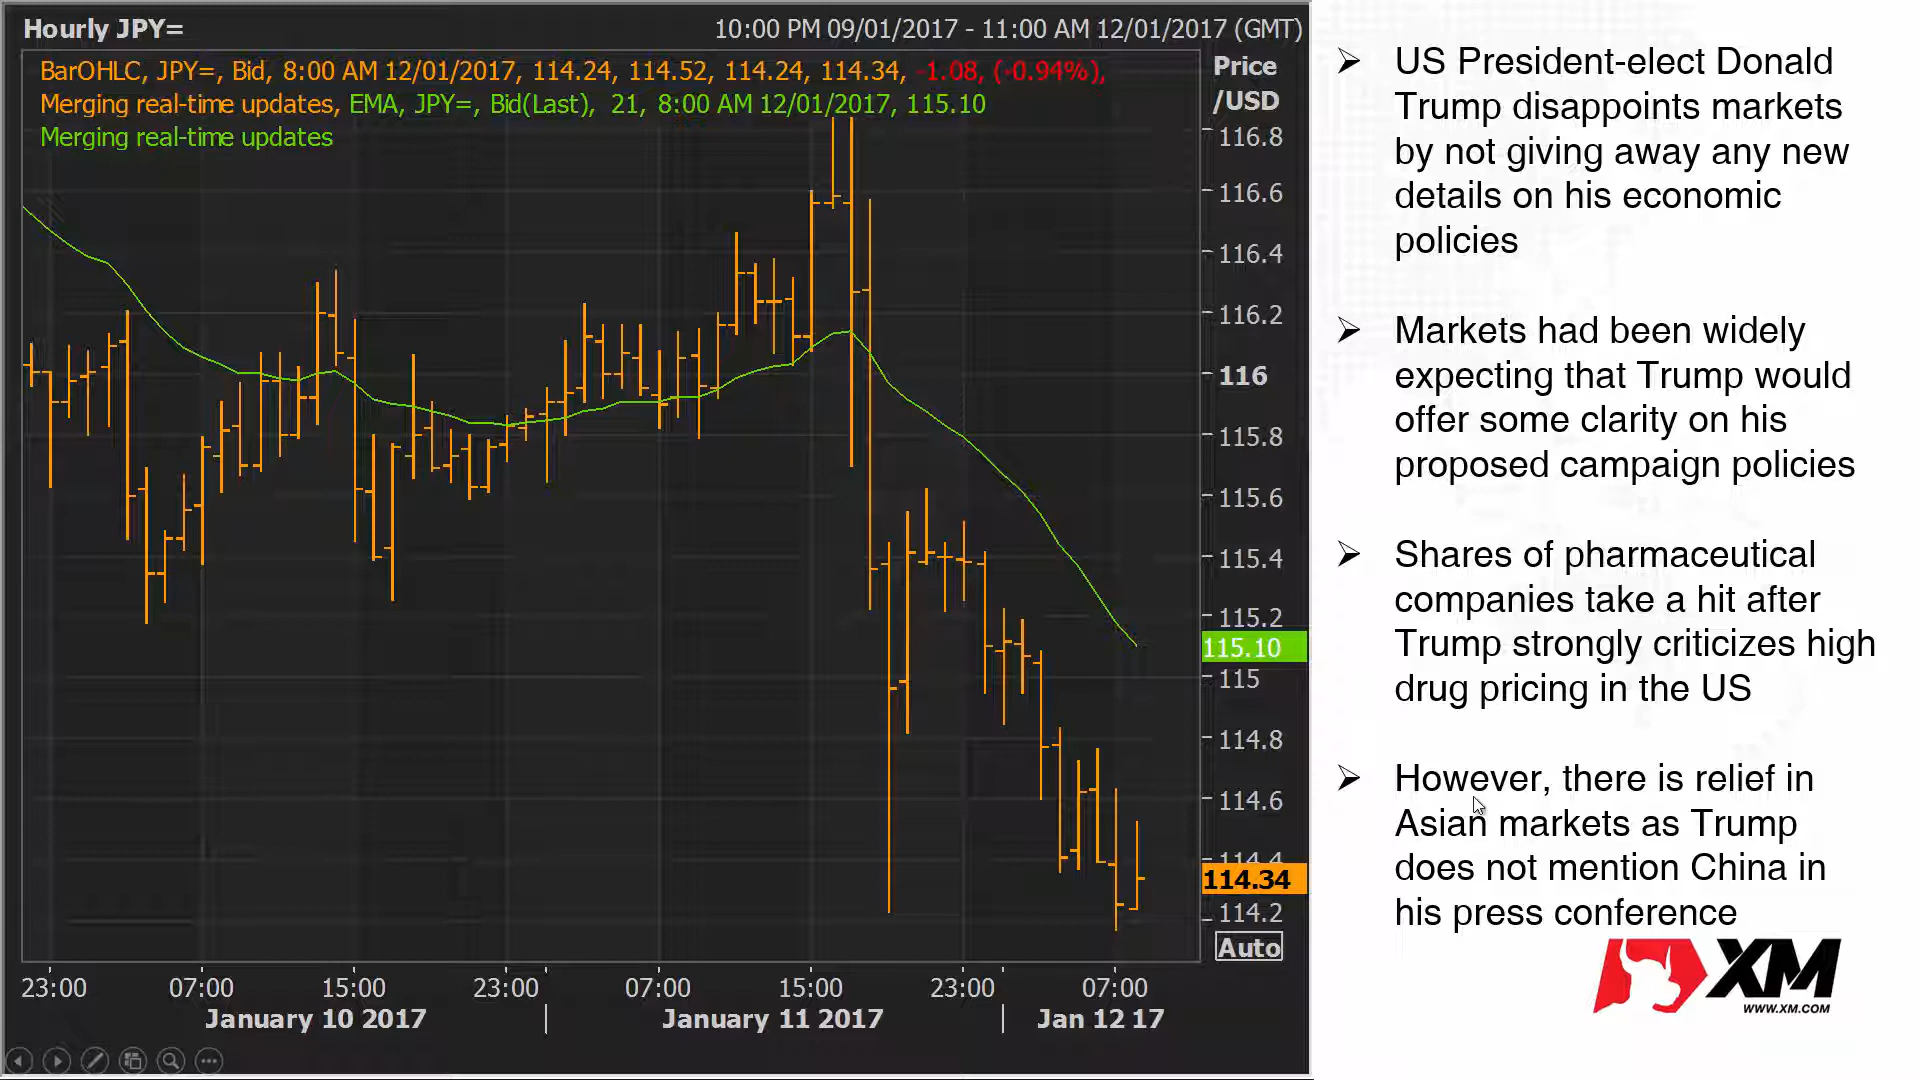 Hourly JPY=
10:00 PM 09/01/2017 - 11:00 AM 12/01/2017 (GMT)
BarOHLC, JPY=, Bid, 8:00 AM 12/01/2017, 114.24, 114.52, 114.24, 114.34, -1.08, (-0.94%),
Merging real-time updates, EMA, JPY=, Bid(Last), 21, 8:00 AM 12/01/2017, 115.10
Merging real-time updates
Price
/USD
116.8
116.6
116.4
116.2
116
115.8
115.6
115.4
115.2
115.10
115
114.8
114.6
114.4
114.34
114.2
Auto
23:00 07:00 15:00 23:00 07:00 15:00 23:00 07:00
January 10 2017 January 11 2017 Jan 12 17
US President-elect Donald
Trump disappoints markets
by not giving away any new
details on his economic
policies
Markets had been widely
expecting that Trump would
offer some clarity on his
proposed campaign policies
Shares of pharmaceutical
companies take a hit after
Trump strongly criticizes high
drug pricing in the US
However, there is relief in
Asian markets as Trump
does not mention China in
his press conference
XM
WWW.XM.COM